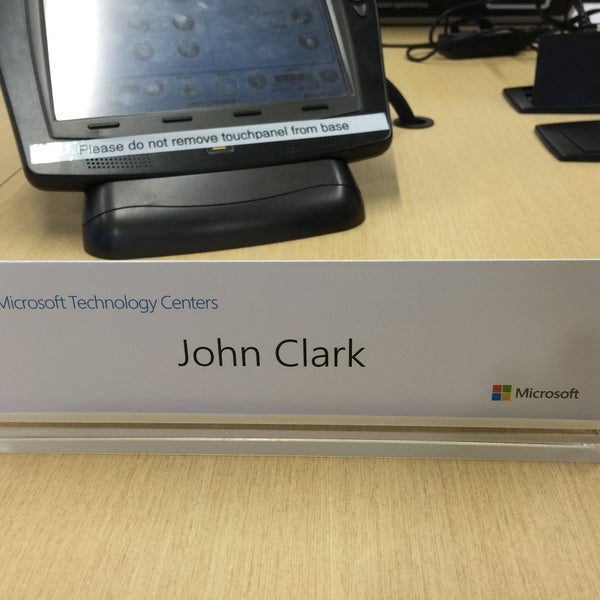 Please do not remove touchpanel from base
Microsoft Technology Centers
John Clark
Microsoft